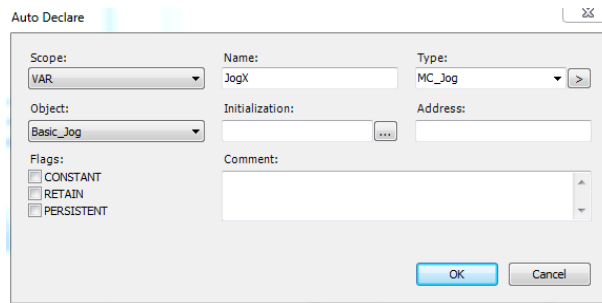 Auto Declare
Scope: Name: Type:
VAR JogX MC_Jog >
Object: Initialization: Address:
Basic_Jog ...
Flags: Comment:
CONSTANT
RETAIN
PERSISTENT
OK Cancel